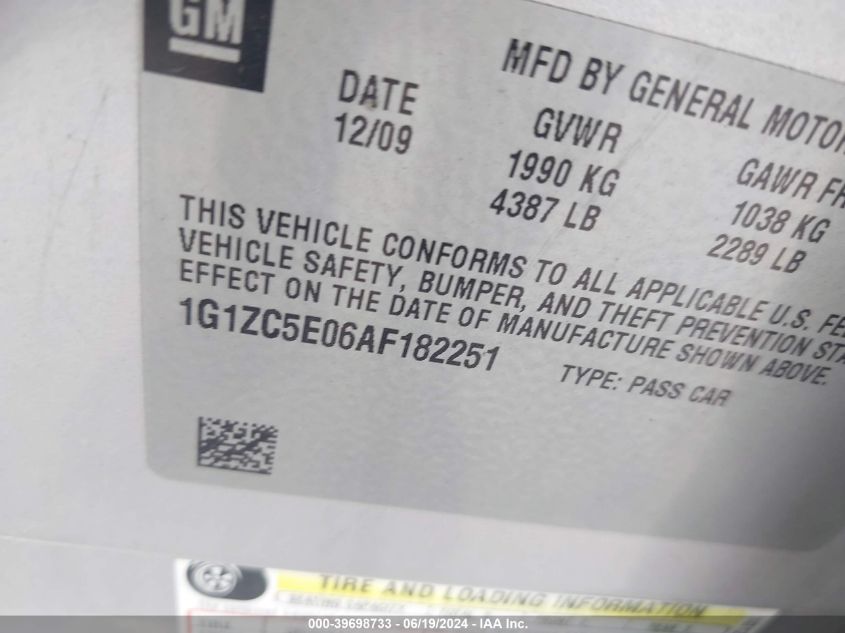 GM
MFD BY GENERAL MOTOR
DATE GVWR GAWR FR
12/09 1990 KG 1038 KG
4387 LB 2289 LB
THIS VEHICLE CONFORMS TO ALL APPLICABLE U.S. FE
VEHICLE SAFETY, BUMPER, AND THEFT PREVENTION STA
EFFECT ON THE DATE OF MANUFACTURE SHOWN ABOVE.
1G1ZC5E06AF182251 TYPE: PASS CAR
TIRE AND LOADING INFORMATION
000-39698733 - 06/19/2024 - IAA Inc.